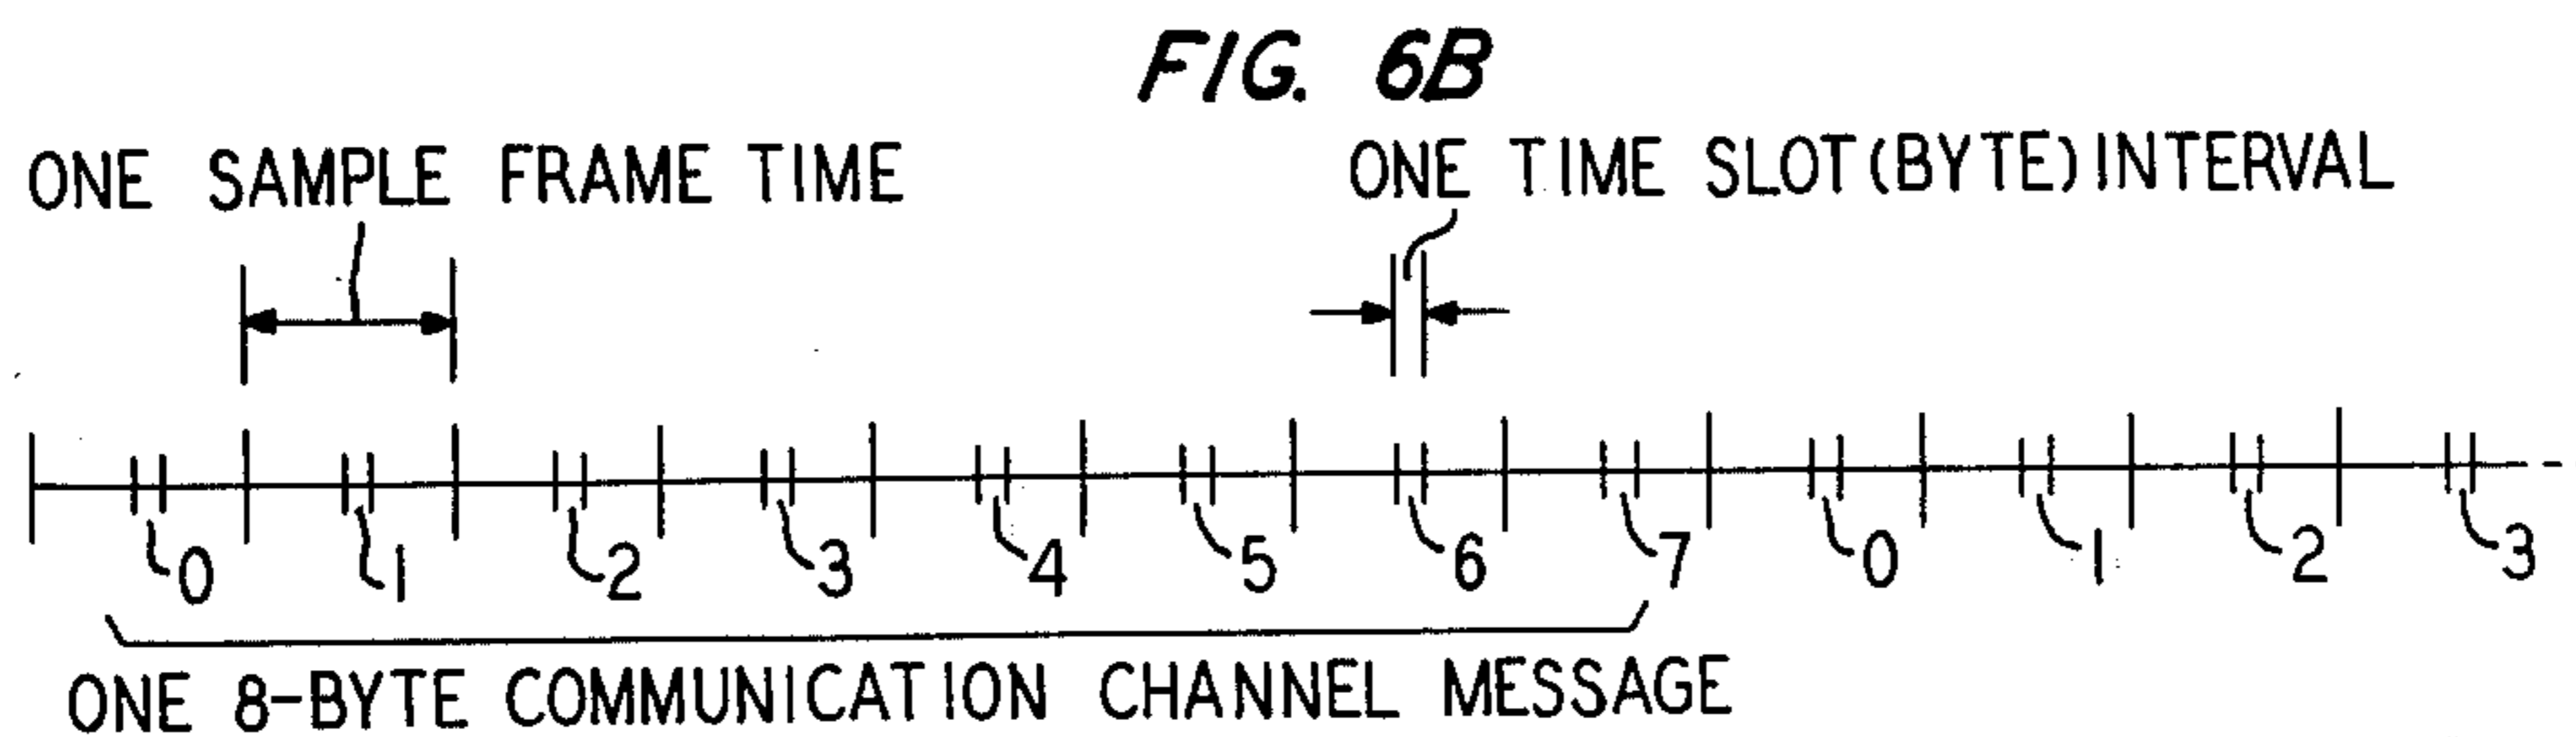 FIG. 6B
ONE SAMPLE FRAME TIME
ONE TIME SLOT(BYTE)INTERVAL
0 1 2 3 4 5 6 7 0 1 2 3
ONE 8-BYTE COMMUNICATION CHANNEL MESSAGE